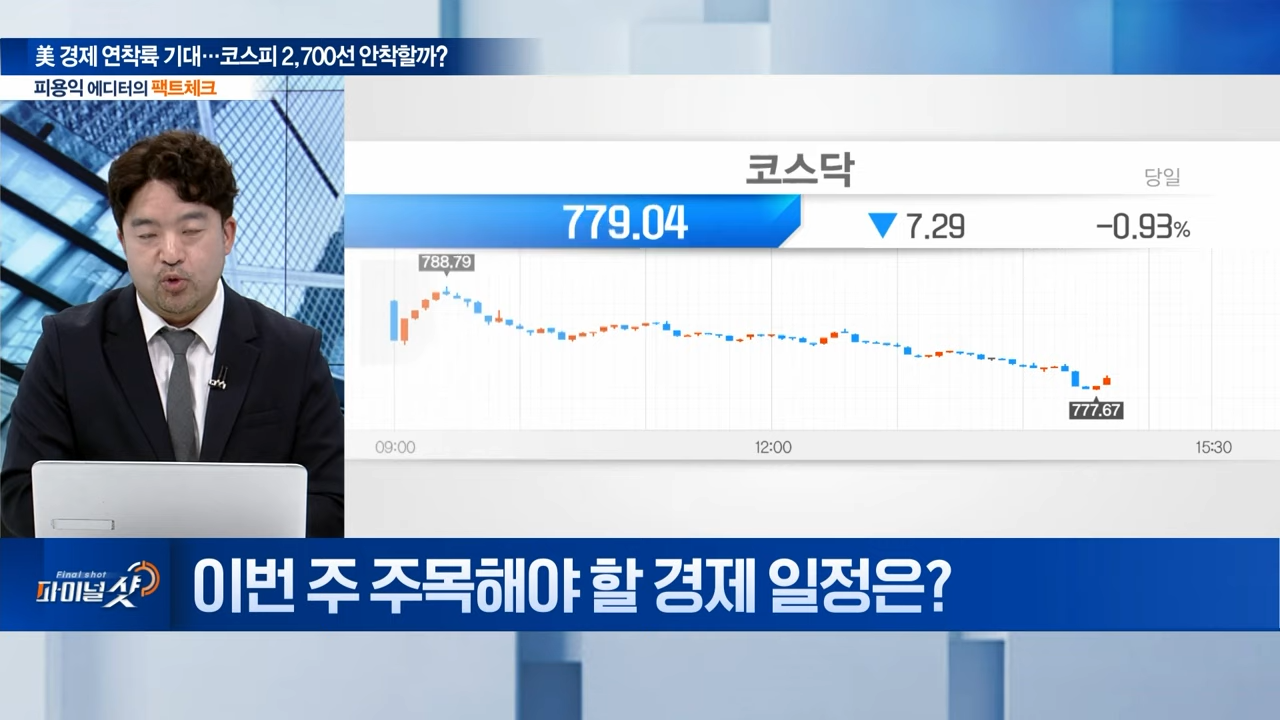 美 경제 연착륙 기대…코스피 2,700선 안착할까?
피용익 에디터의 팩트체크
코스닥
당일
779.04 ▼ 7.29 -0.93%
788.79
777.67
09:00 12:00 15:30
Final shot
파이널샷
이번 주 주목해야 할 경제 일정은?